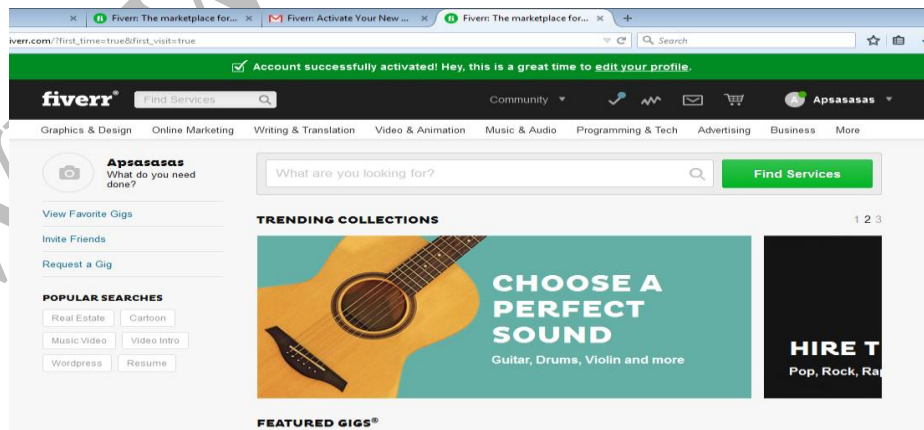 Fiverr: The marketplace for...
Fiverr: Activate Your New ...
Fiverr: The marketplace for...
iverr.com/?first_time=true&first_visit=true
Search
Account successfully activated! Hey, this is a great time to edit your profile.
fiverr®
Find Services
Community
Apsasasas
Graphics & Design Online Marketing Writing & Translation Video & Animation Music & Audio Programming & Tech Advertising Business More
Apsasasas
What do you need
done?
What are you looking for?
Find Services
View Favorite Gigs
Invite Friends
Request a Gig
POPULAR SEARCHES
Real Estate Cartoon
Music Video Video Intro
Wordpress Resume
TRENDING COLLECTIONS
1 2 3
CHOOSE A
PERFECT
SOUND
Guitar, Drums, Violin and more
HIRE T
Pop, Rock, Rap
FEATURED GIGS®